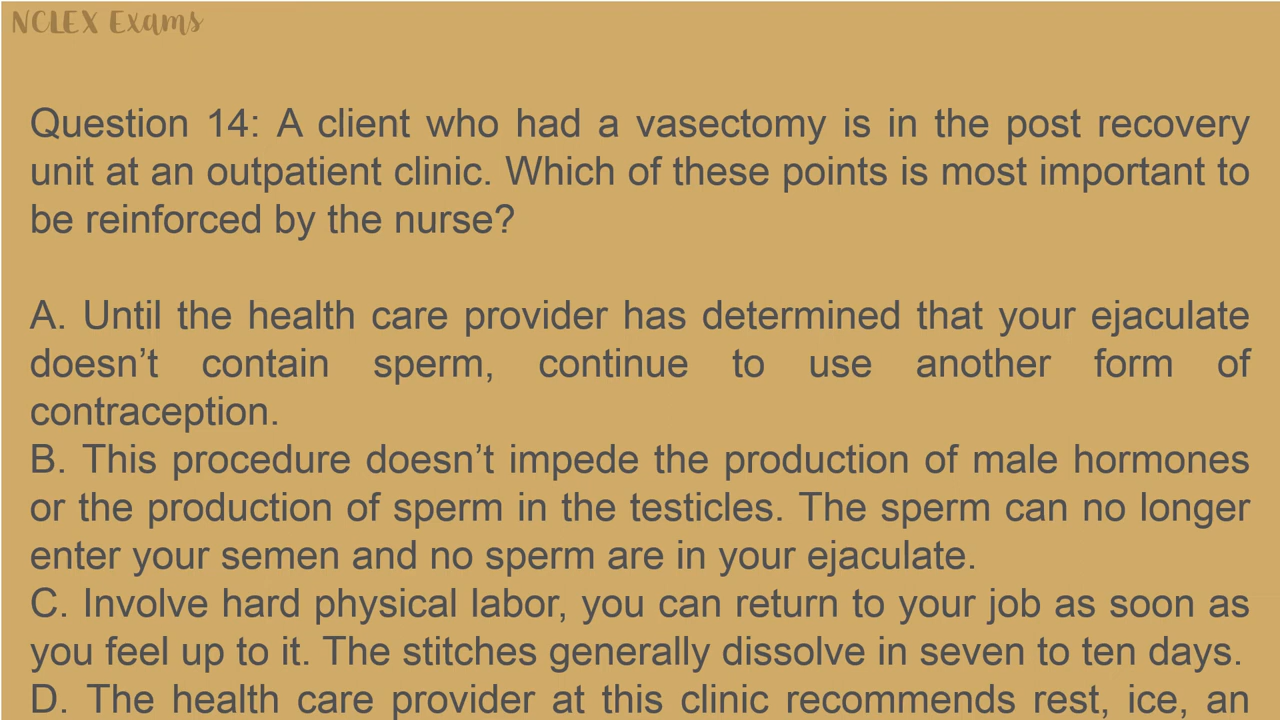 NCLEX Exams
Question 14: A client who had a vasectomy is in the post recovery
unit at an outpatient clinic. Which of these points is most important to
be reinforced by the nurse?
A. Until the health care provider has determined that your ejaculate
doesn’t contain sperm, continue to use another form of
contraception.
B. This procedure doesn’t impede the production of male hormones
or the production of sperm in the testicles. The sperm can no longer
enter your semen and no sperm are in your ejaculate.
C. Involve hard physical labor, you can return to your job as soon as
you feel up to it. The stitches generally dissolve in seven to ten days.
D. The health care provider at this clinic recommends rest, ice, an